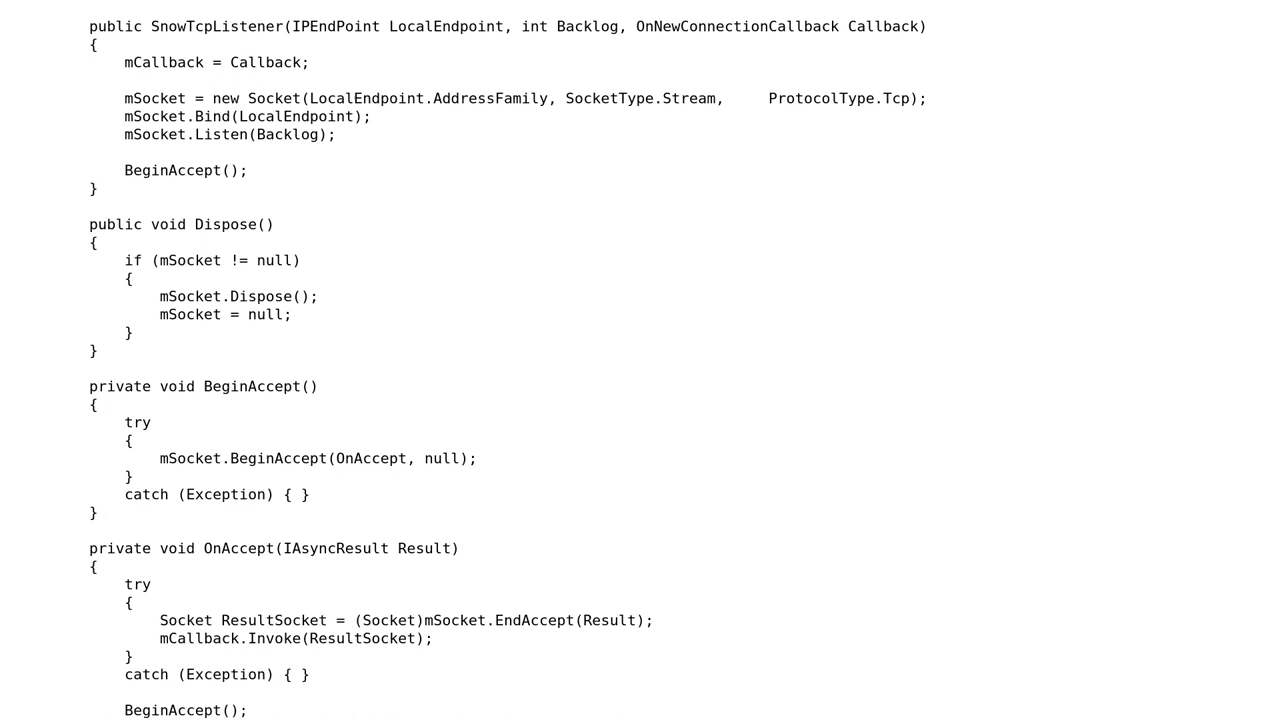 public SnowTcpListener(IPEndPoint LocalEndpoint, int Backlog, OnNewConnectionCallback Callback)
{
    mCallback = Callback;

    mSocket = new Socket(LocalEndpoint.AddressFamily, SocketType.Stream,     ProtocolType.Tcp);
    mSocket.Bind(LocalEndpoint);
    mSocket.Listen(Backlog);

    BeginAccept();
}

public void Dispose()
{
    if (mSocket != null)
    {
        mSocket.Dispose();
        mSocket = null;
    }
}

private void BeginAccept()
{
    try
    {
        mSocket.BeginAccept(OnAccept, null);
    }
    catch (Exception) { }
}

private void OnAccept(IAsyncResult Result)
{
    try
    {
        Socket ResultSocket = (Socket)mSocket.EndAccept(Result);
        mCallback.Invoke(ResultSocket);
    }
    catch (Exception) { }

    BeginAccept();